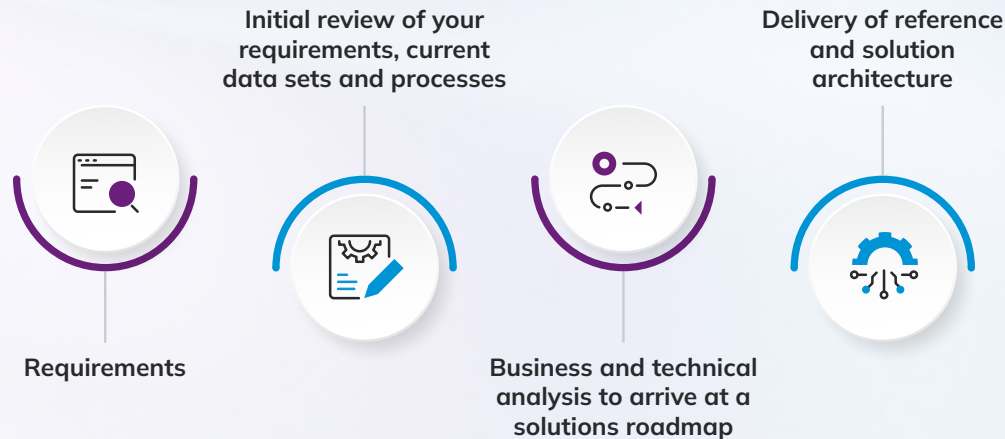 Requirements
Initial review of your
requirements, current
data sets and processes
Business and technical
analysis to arrive at a
solutions roadmap
Delivery of reference
and solution
architecture